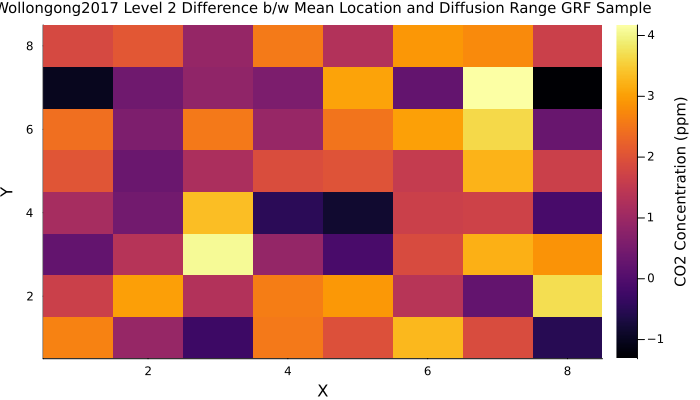 Wollongong2017 Level 2 Difference b/w Mean Location and Diffusion Range GRF Sample
8
6
4
2
Y
2 4 6 8
X
4
3
2
1
0
−1
CO2 Concentration (ppm)